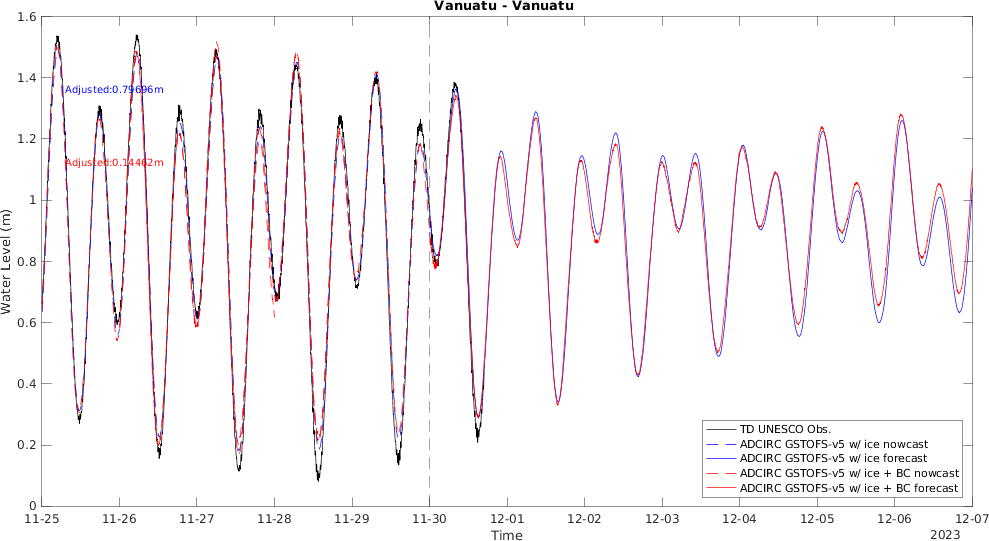 Vanuatu - Vanuatu
1.6
1.4
1.2
1
0.8
0.6
0.4
0.2
0
Water Level (m)
Adjusted:0.79696m
Adjusted:0.14462m
TD UNESCO Obs.
ADCIRC GSTOFS-v5 w/ ice nowcast
ADCIRC GSTOFS-v5 w/ ice forecast
ADCIRC GSTOFS-v5 w/ ice + BC nowcast
ADCIRC GSTOFS-v5 w/ ice + BC forecast
11-25 11-26 11-27 11-28 11-29 11-30 12-01 12-02 12-03 12-04 12-05 12-06 12-07
Time
2023